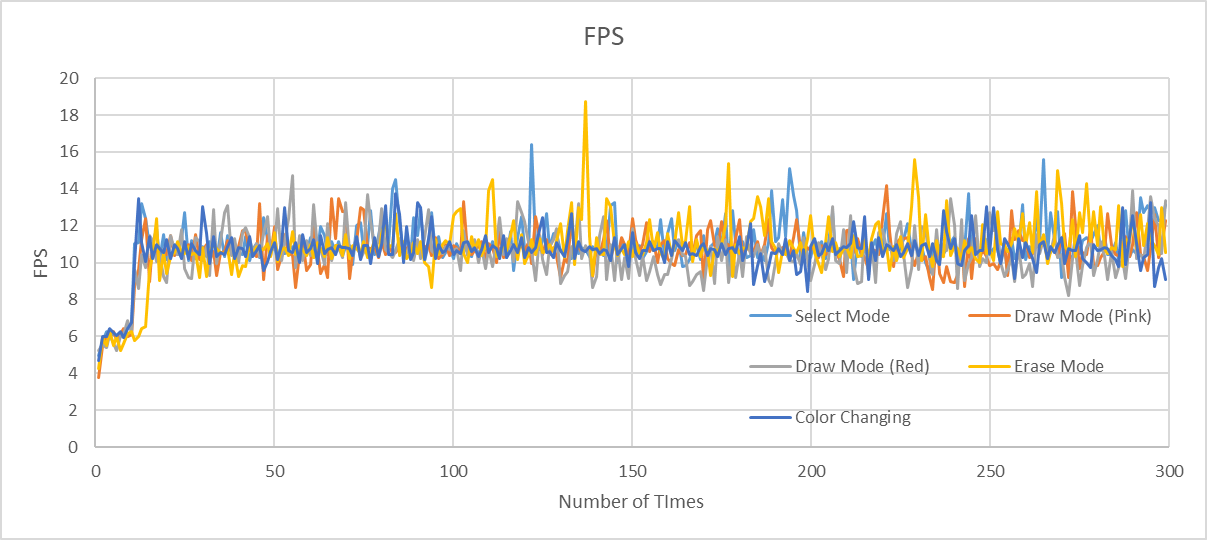 FPS
20
18
16
14
12
10
8
6
4
2
0
FPS
0 50 100 150 200 250 300
Number of TImes
Select Mode Draw Mode (Pink)
Draw Mode (Red) Erase Mode
Color Changing